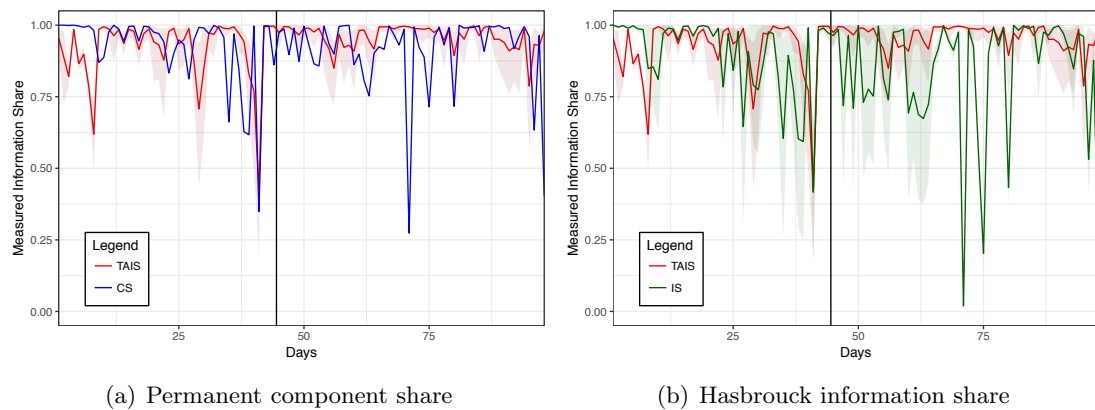 1.00
0.75
0.50
0.25
0.00
Measured Information Share
Legend
TAIS
CS
25
50
75
Days
(a) Permanent component share
1.00
0.75
0.50
0.25
0.00
Measured Information Share
Legend
TAIS
IS
25
50
75
Days
(b) Hasbrouck information share